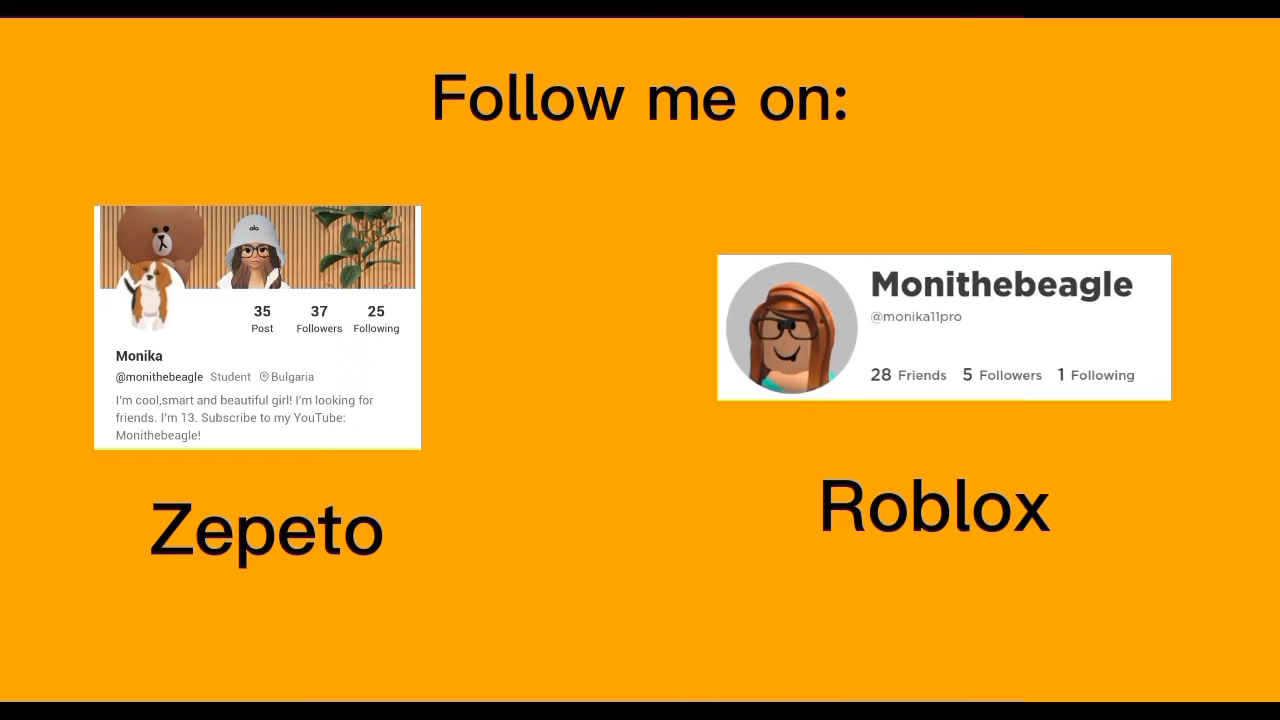 Follow me on:
35 37 25
Post Followers Following
Monika
@monithebeagle Student Bulgaria
I'm cool,smart and beautiful girl! I'm looking for
friends. I'm 13. Subscribe to my YouTube:
Monithebeagle!
Zepeto
Monithebeagle
@monika11pro
28 Friends 5 Followers 1 Following
Roblox